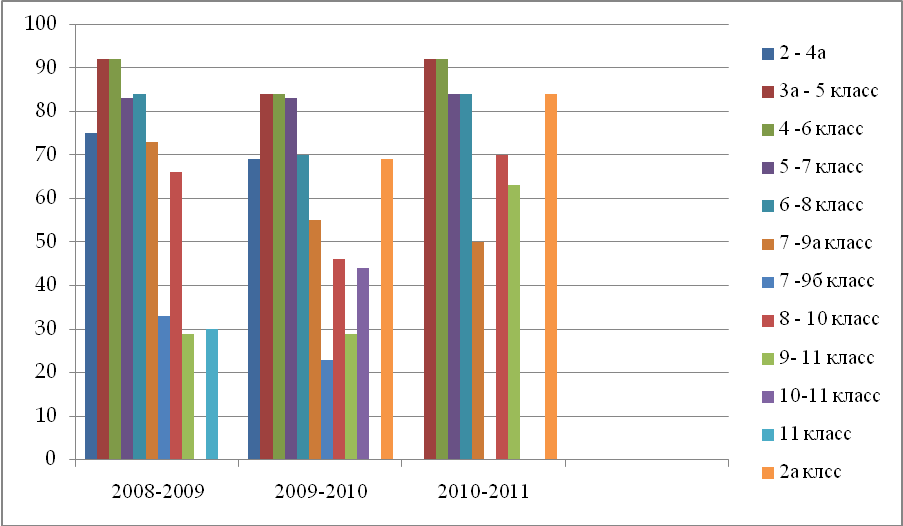 100
90
80
70
60
50
40
30
20
10
0
2008-2009
2009-2010
2010-2011
2 - 4а
3а - 5 класс
4 -6 класс
5 -7 класс
6 -8 класс
7 -9а класс
7 -9б класс
8 - 10 класс
9- 11 класс
10-11 класс
11 класс
2а клсс